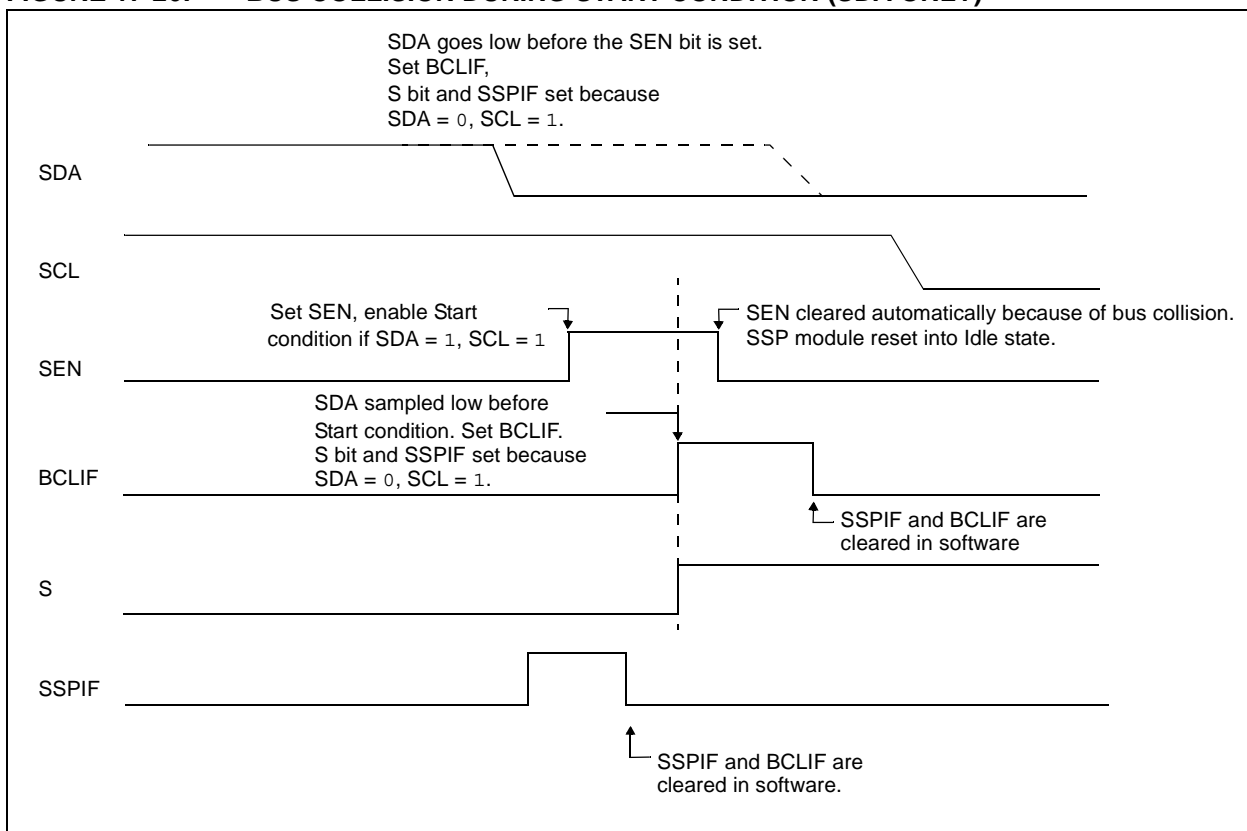 SDA goes low before the SEN bit is set.
Set BCLIF,
S bit and SSPIF set because
SDA = 0, SCL = 1.
SDA
SCL
Set SEN, enable Start
condition if SDA = 1, SCL = 1
SEN cleared automatically because of bus collision.
SSP module reset into Idle state.
SEN
SDA sampled low before
Start condition. Set BCLIF.
S bit and SSPIF set because
SDA = 0, SCL = 1.
BCLIF
SSPIF and BCLIF are
cleared in software
S
SSPIF
SSPIF and BCLIF are
cleared in software.